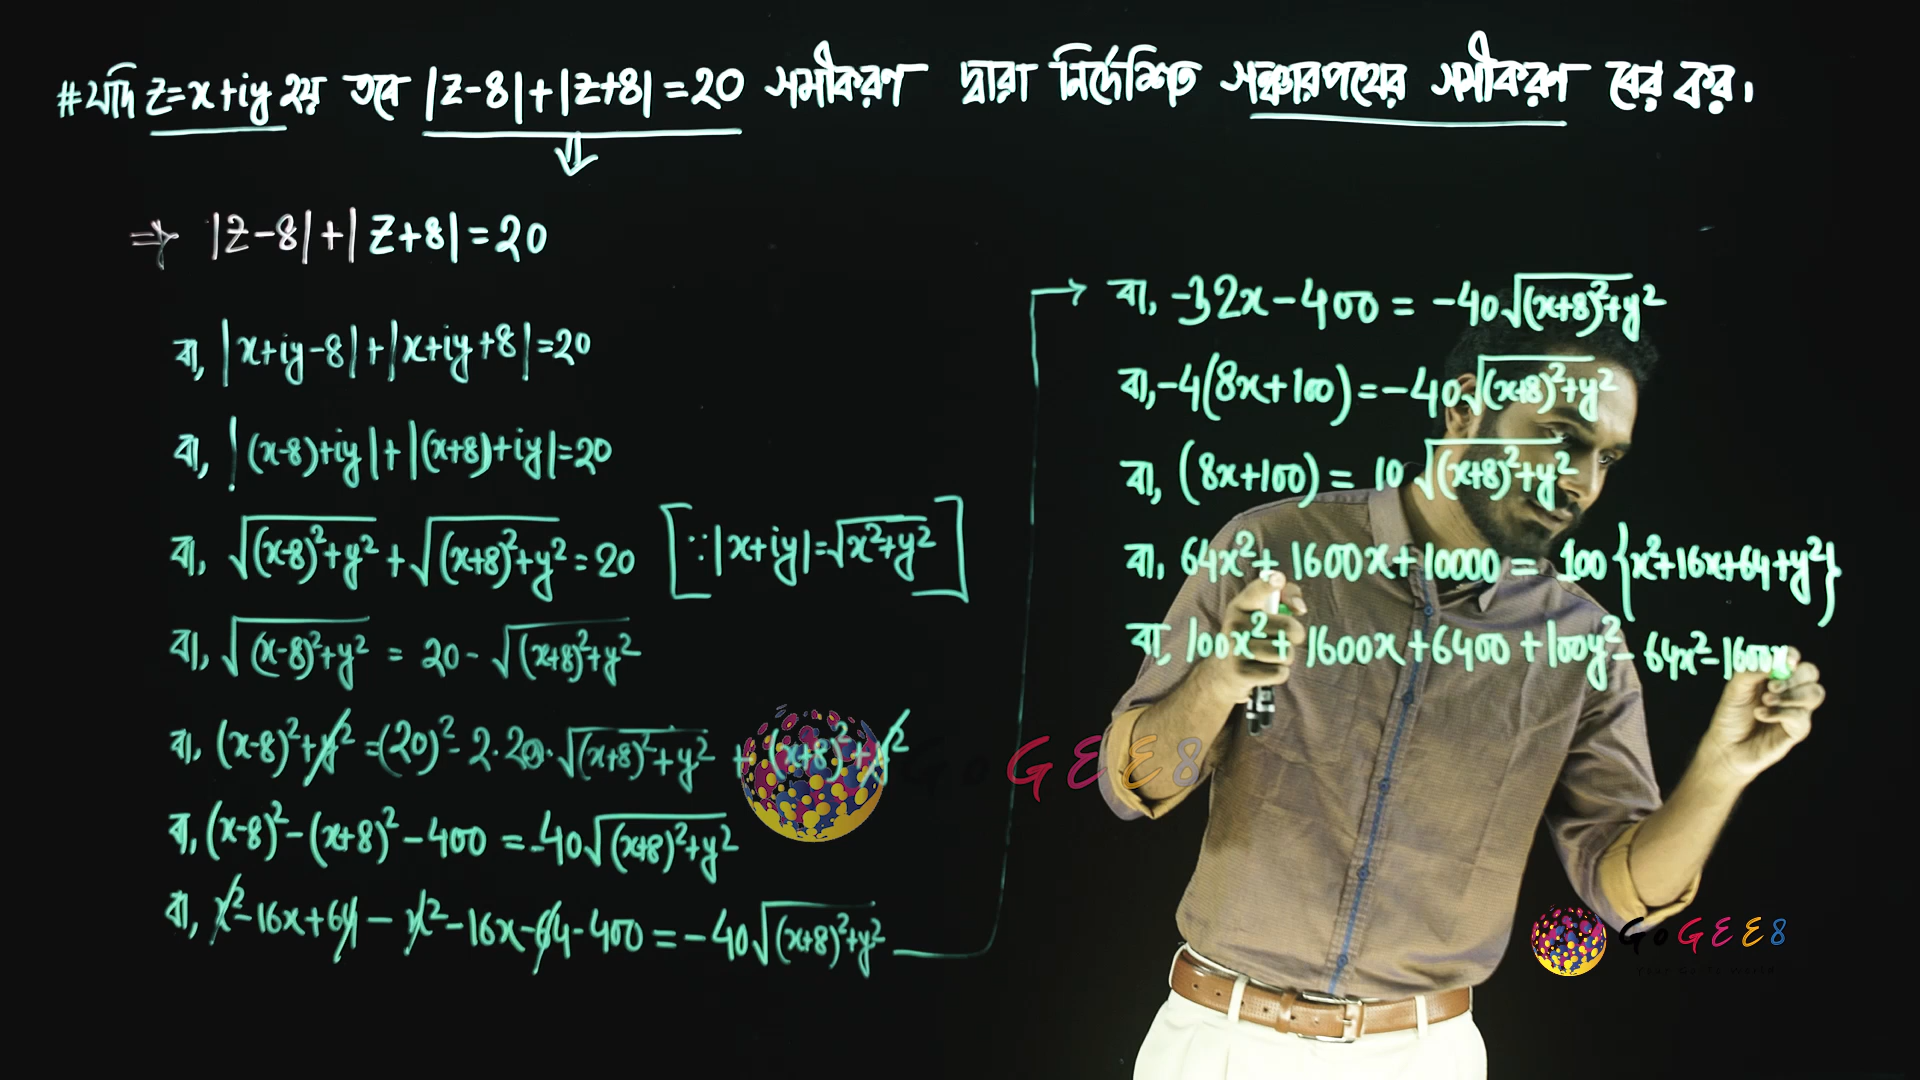 # যদি z=x+iy হয় তবে |z-8|+|z+8|=20 সমীকরণ দ্বারা নির্দেশিত সঞ্চারপথের সমীকরণ বের কর।
⇓
⇒ |z-8|+|z+8|=20
বা, |x+iy-8|+|x+iy+8|=20
বা, |(x-8)+iy|+|(x+8)+iy|=20
বা, √((x-8)²+y²) + √((x+8)²+y²) = 20 [∵|x+iy|=√(x²+y²)]
বা, √((x-8)²+y²) = 20 - √((x+8)²+y²)
বা, (x-8)²+y² = (20)² - 2·20·√((x+8)²+y²) + (x+8)²+y²
বা, (x-8)²-(x+8)²-400 = -40√((x+8)²+y²)
বা, x²-16x+64-x²-16x-64-400 = -40√((x+8)²+y²)
বা, -32x-400 = -40√((x+8)²+y²)
বা, -4(8x+100) = -40√((x+8)²+y²)
বা, (8x+100) = 10√((x+8)²+y²)
বা, 64x²+1600x+10000 = 100{x²+16x+64+y²}
বা, 100x²+1600x+6400+100y²-64x²-1600x
GoGEE8
GoGEE8